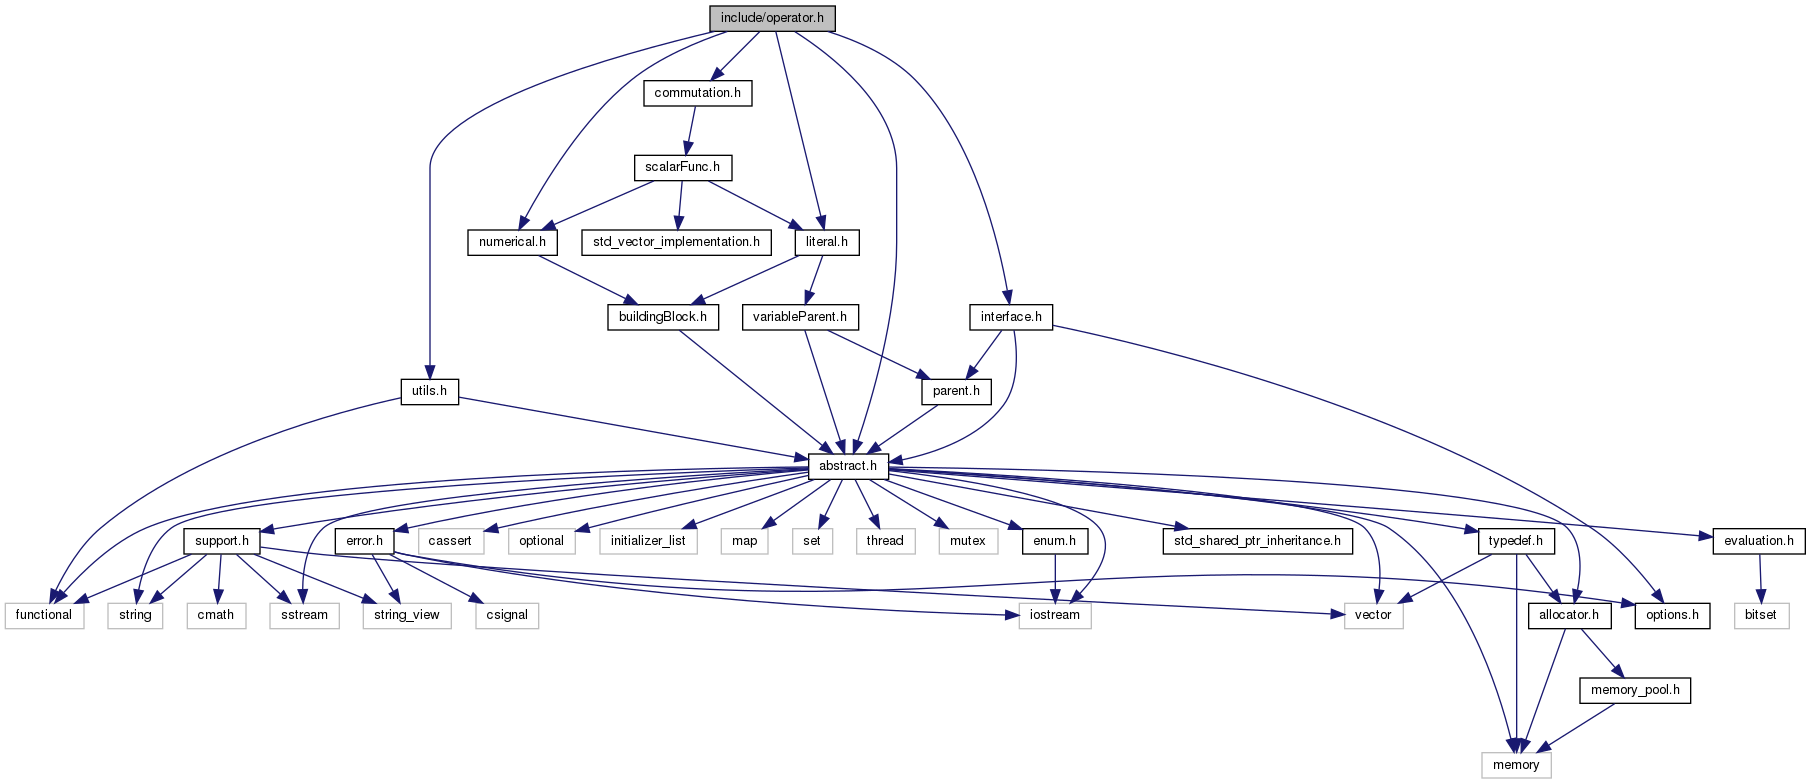 include/operator.h
commutation.h
scalarFunc.h
numerical.h
std_vector_implementation.h
literal.h
buildingBlock.h
variableParent.h
interface.h
utils.h
parent.h
abstract.h
support.h
error.h
cassert
optional
initializer_list
map
set
thread
mutex
enum.h
std_shared_ptr_inheritance.h
typedef.h
evaluation.h
functional
string
cmath
sstream
string_view
csignal
iostream
vector
allocator.h
options.h
bitset
memory_pool.h
memory